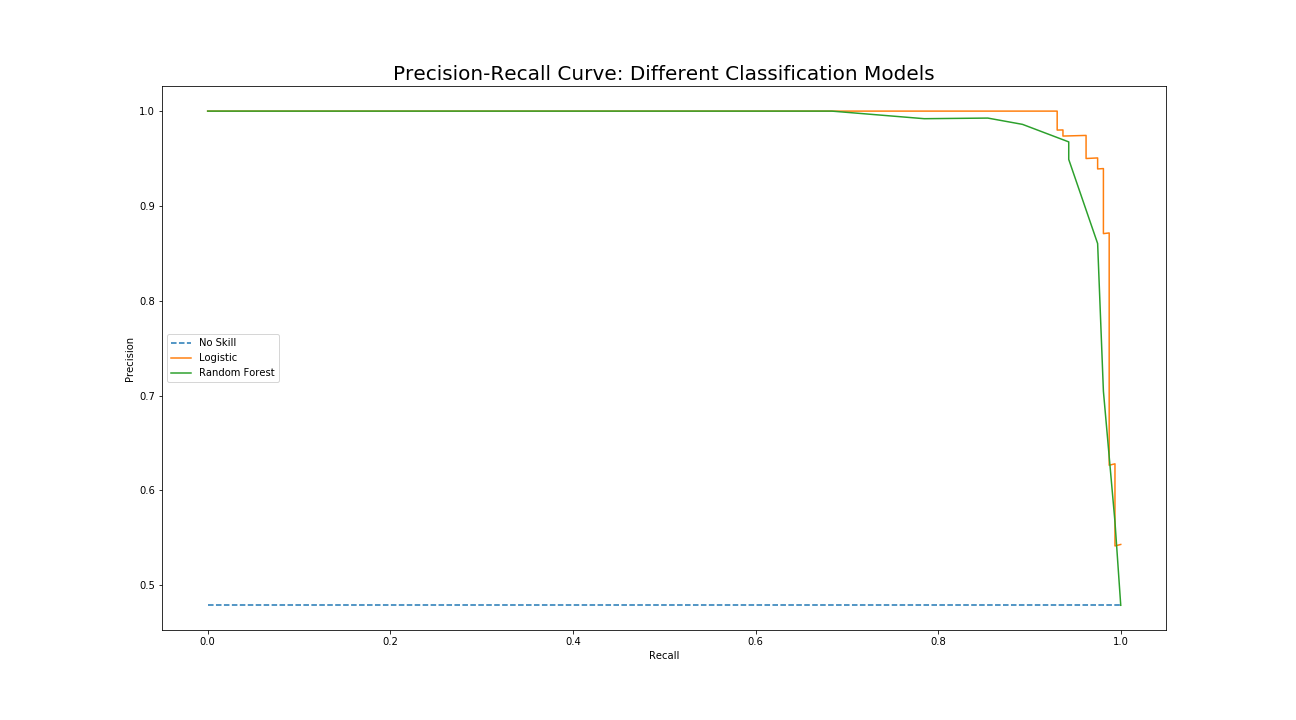 Precision-Recall Curve: Different Classification Models
1.0
0.9
0.8
0.7
0.6
0.5
Precision
No Skill
Logistic
Random Forest
0.0 0.2 0.4 0.6 0.8 1.0
Recall